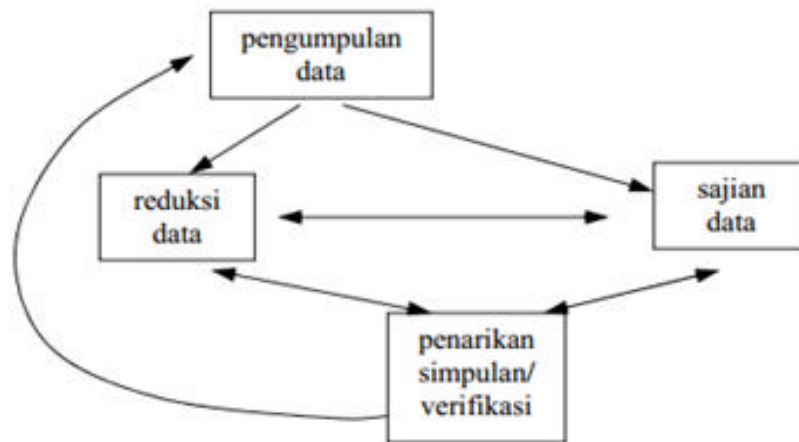 pengumpulan
data
reduksi
data
sajian
data
penarikan
simpulan/
verifikasi